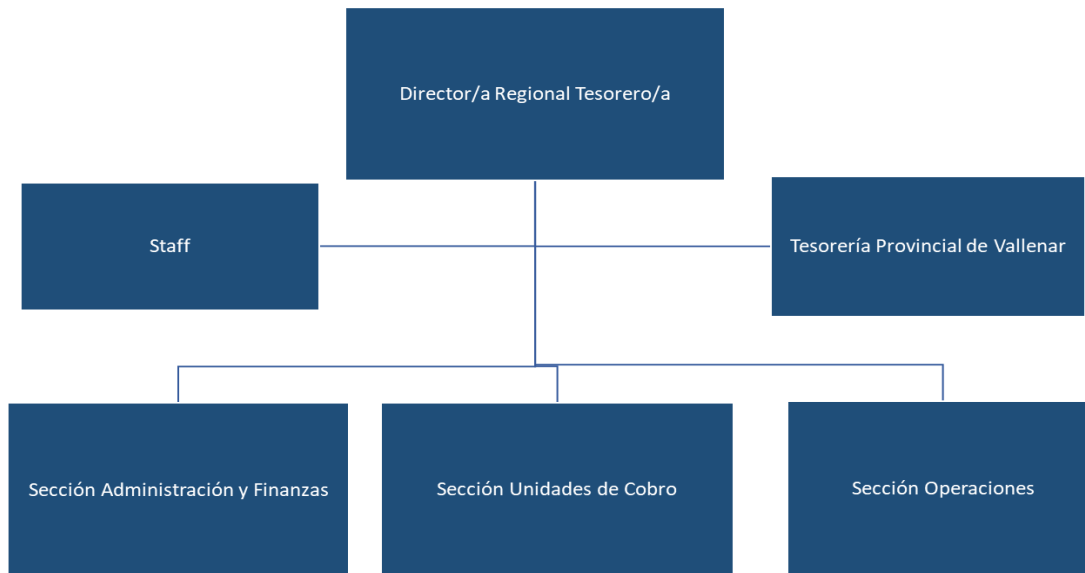 Director/a Regional Tesorero/a
Staff
Tesorería Provincial de Vallenar
Sección Administración y Finanzas
Sección Unidades de Cobro
Sección Operaciones